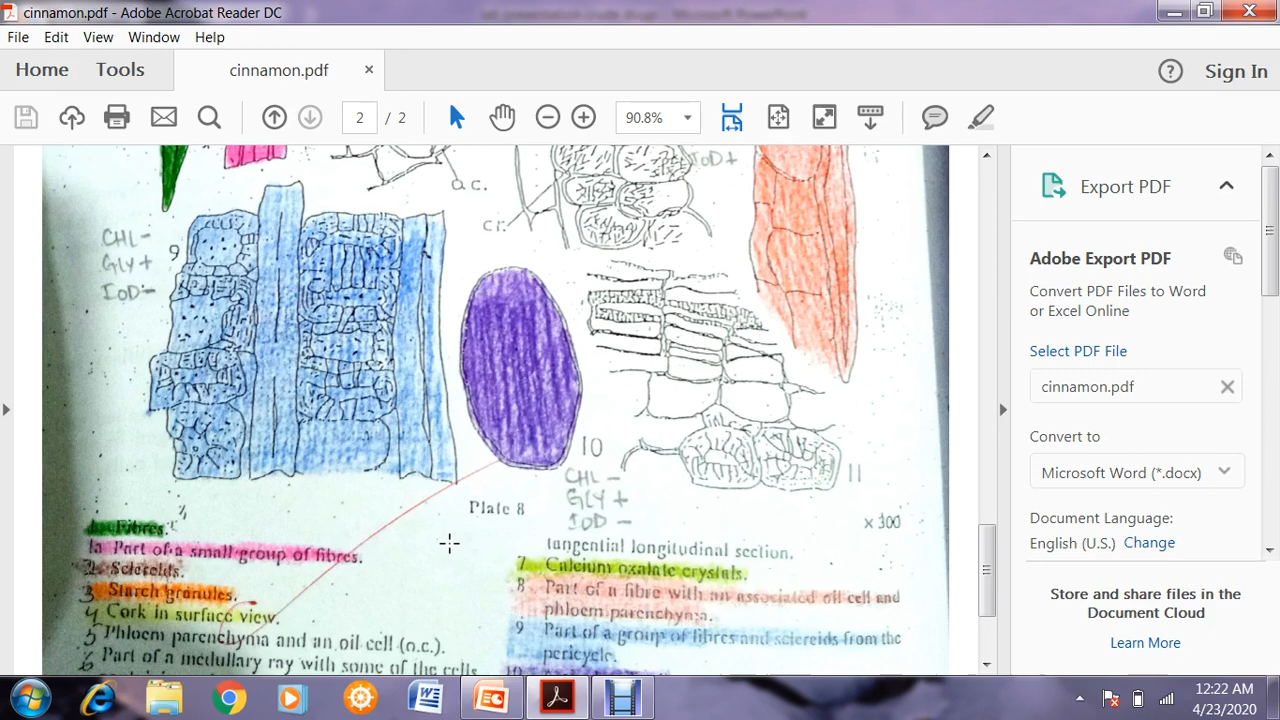 cinnamon.pdf - Adobe Acrobat Reader DC
File Edit View Window Help
Home Tools cinnamon.pdf Sign In
2 / 2 90.8%
o.c.
IOD +
cr.
CHL -
GLY +
IOD -
9
10
CHL -
GLY +
IOD -
11
Plate 8
x 300
Fibres.
1a Part of a small group of fibres.
2 Sclereids.
3 Starch granules.
4 Cork in surface view.
5 Phloem parenchyma and an oil cell (o.c.).
6 Part of a medullary ray with some of the cells
tangential longitudinal section.
7 Calcium oxalate crystals.
8 Part of a fibre with an associated oil cell and
phloem parenchyma.
9 Part of a group of fibres and sclereids from the
pericycle.
10
Export PDF
Adobe Export PDF
Convert PDF Files to Word
or Excel Online
Select PDF File
cinnamon.pdf
Convert to
Microsoft Word (*.docx)
Document Language:
English (U.S.) Change
Store and share files in the
Document Cloud
Learn More
12:22 AM
4/23/2020